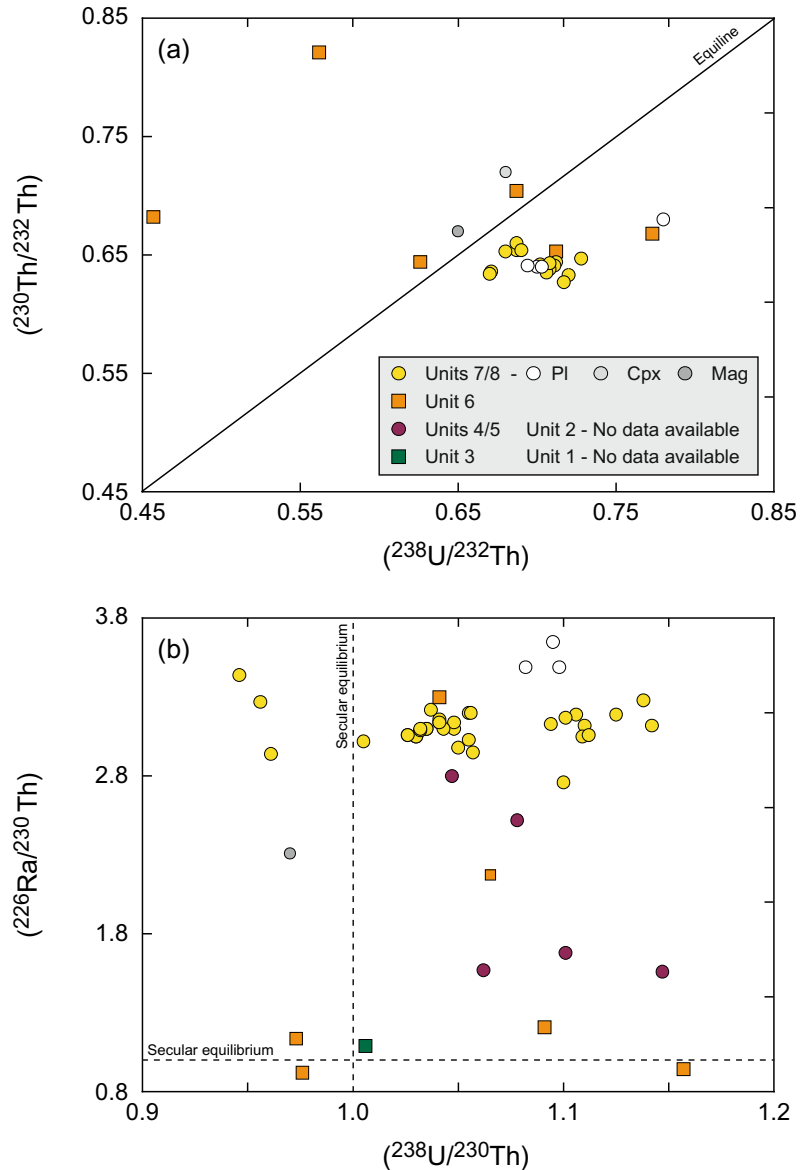 (a)
Equiline
0.85
0.75
0.65
0.55
0.45
(²³⁰Th/²³²Th)
Units 7/8 - Pl Cpx Mag
Unit 6
Units 4/5 Unit 2 - No data available
Unit 3 Unit 1 - No data available
0.45 0.55 0.65 0.75 0.85
(²³⁸U/²³²Th)
(b)
3.8
2.8
1.8
0.8
(²²⁶Ra/²³⁰Th)
Secular equilibrium
Secular equilibrium
0.9 1.0 1.1 1.2
(²³⁸U/²³⁰Th)